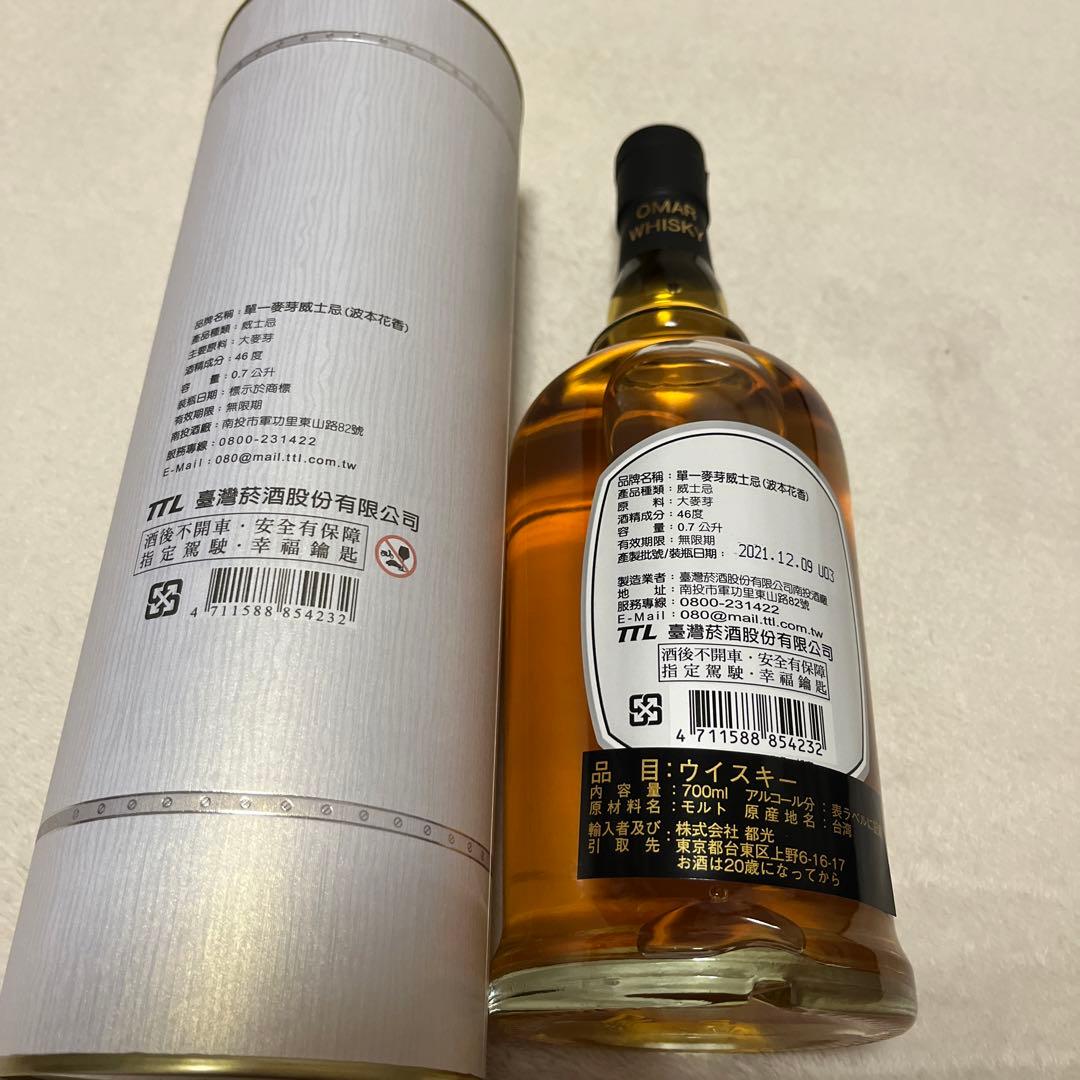 品牌名稱：單一麥芽威士忌(波本花香)
產品種類：威士忌
主要原料：大麥芽
酒精成分：46度
容　　量：0.7公升
裝瓶日期：標示於商標
有效期限：無限期
南投酒廠：南投市軍功里東山路82號
服務專線：0800-231422
E-Mail：080@mail.ttl.com.tw
TTL 臺灣菸酒股份有限公司
酒後不開車・安全有保障
指定駕駛・幸福鑰匙
4 711588 854232
OMAR
WHISKY
品牌名稱：單一麥芽威士忌(波本花香)
產品種類：威士忌
原　　料：大麥芽
酒精成分：46度
容　　量：0.7公升
有效期限：無限期
產製批號/裝瓶日期：2021.12.09 U03
製造業者：臺灣菸酒股份有限公司南投酒廠
地　　址：南投市軍功里東山路82號
服務專線：0800-231422
E-Mail：080@mail.ttl.com.tw
TTL 臺灣菸酒股份有限公司
酒後不開車・安全有保障
指定駕駛・幸福鑰匙
4 711588 854232
品　目：ウイスキー
内容量：700ml アルコール分：表ラベルに
原材料名：モルト 原産地名：台湾
輸入者及び
引取先：株式会社 都光
東京都台東区上野6-16-17
お酒は20歳になってから